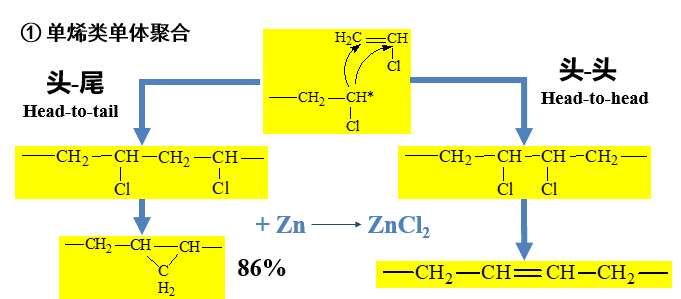 ① 单烯类单体聚合
H₂C═CH
Cl
头-尾
Head-to-tail
头-头
Head-to-head
—CH₂—CH*
Cl
—CH₂—CH—CH₂—CH—
Cl Cl
—CH₂—CH—CH—CH₂—
Cl Cl
+ Zn ⟶ ZnCl₂
—CH₂—CH—CH—
C
H₂
86%
—CH₂—CH═CH—CH₂—